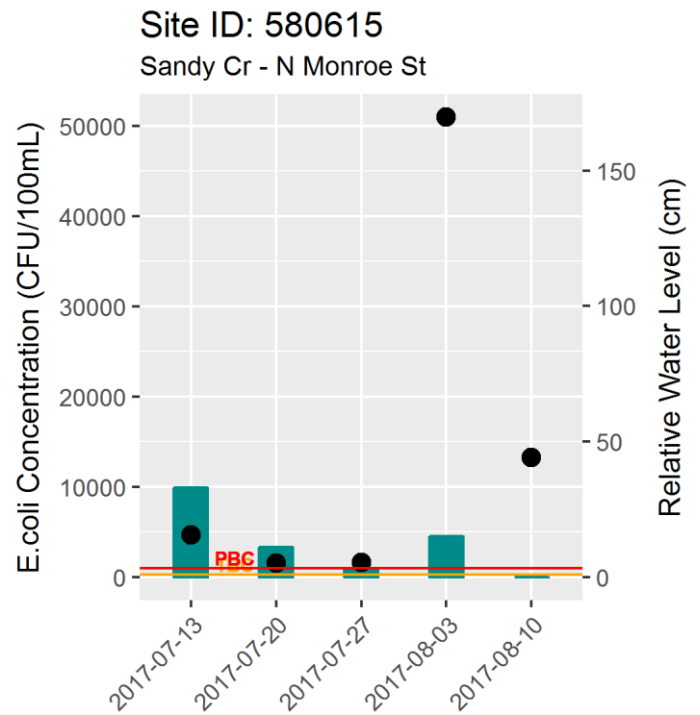 Site ID: 580615
Sandy Cr - N Monroe St
E.coli Concentration (CFU/100mL)
50000
40000
30000
20000
10000
0
PBC
TBC
150
100
50
0
Relative Water Level (cm)
2017-07-13
2017-07-20
2017-07-27
2017-08-03
2017-08-10